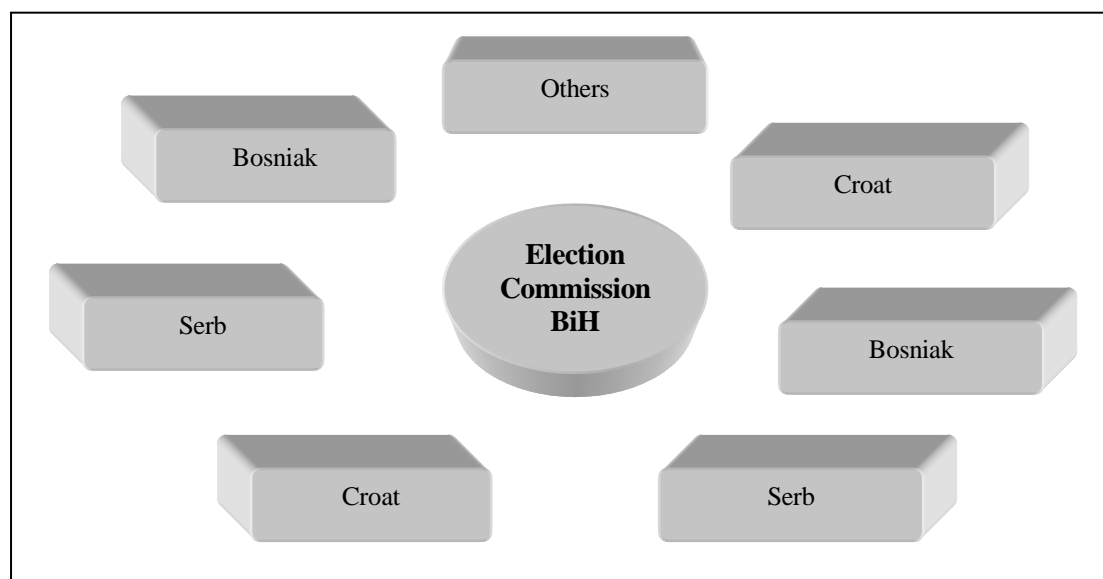 Others
Bosniak
Croat
Election
Commission
BiH
Serb
Bosniak
Croat
Serb